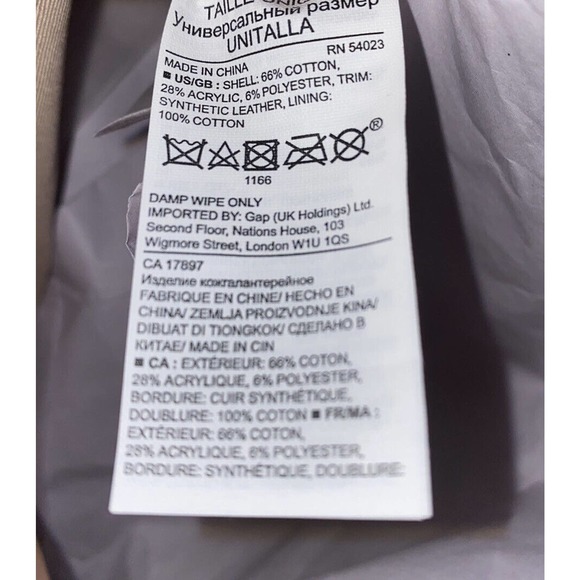 TAILLE UNIQUE
Универсальный размер
UNITALLA
RN 54023
MADE IN CHINA
■ US/GB : SHELL: 66% COTTON,
28% ACRYLIC, 6% POLYESTER, TRIM:
SYNTHETIC LEATHER, LINING:
100% COTTON
®
1166
DAMP WIPE ONLY
IMPORTED BY: Gap (UK Holdings) Ltd.
Second Floor, Nations House, 103
Wigmore Street, London W1U 1QS
CA 17897
Изделие кожгалантерейное
FABRIQUE EN CHINE/ HECHO EN
CHINA/ ZEMLJA PROIZVODNJE KINA/
DIBUAT DI TIONGKOK/ СДЕЛАНО В
КИТАЕ/ MADE IN CIN
■ CA : EXTÉRIEUR: 66% COTON,
28% ACRYLIQUE, 6% POLYESTER,
BORDURE: CUIR SYNTHÉTIQUE,
DOUBLURE: 100% COTON ■ FR/MA :
EXTÉRIEUR: 66% COTON,
28% ACRYLIQUE, 6% POLYESTER,
BORDURE: SYNTHÉTIQUE, DOUBLURE: